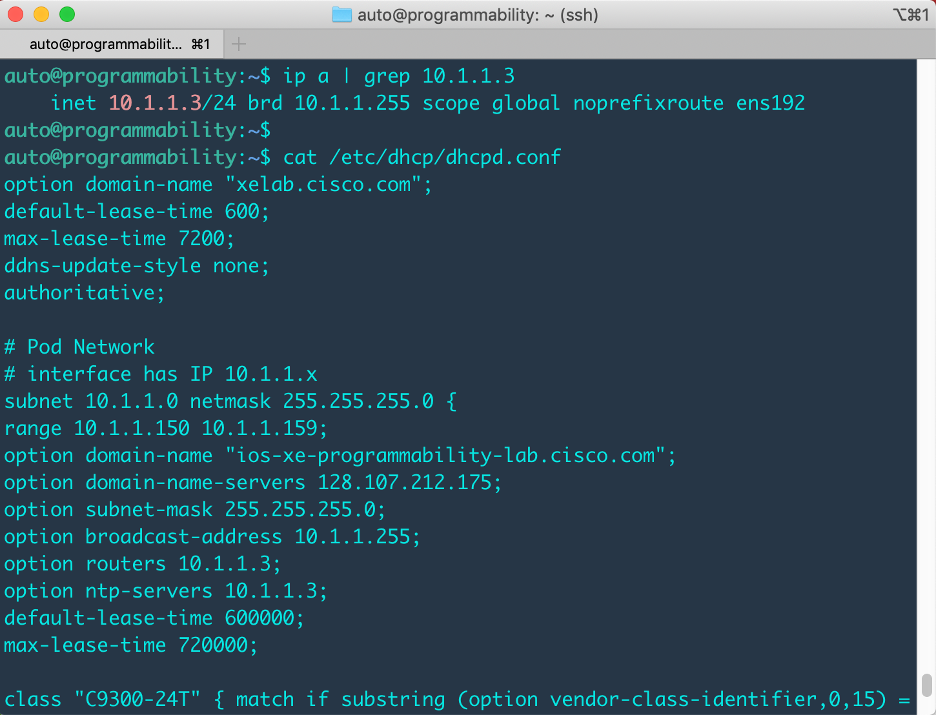 auto@programmability: ~ (ssh)
⌥⌘1
auto@programmabilit... ⌘1
auto@programmability:~$ ip a | grep 10.1.1.3
    inet 10.1.1.3/24 brd 10.1.1.255 scope global noprefixroute ens192
auto@programmability:~$
auto@programmability:~$ cat /etc/dhcp/dhcpd.conf
option domain-name "xelab.cisco.com";
default-lease-time 600;
max-lease-time 7200;
ddns-update-style none;
authoritative;
# Pod Network
# interface has IP 10.1.1.x
subnet 10.1.1.0 netmask 255.255.255.0 {
range 10.1.1.150 10.1.1.159;
option domain-name "ios-xe-programmability-lab.cisco.com";
option domain-name-servers 128.107.212.175;
option subnet-mask 255.255.255.0;
option broadcast-address 10.1.1.255;
option routers 10.1.1.3;
option ntp-servers 10.1.1.3;
default-lease-time 600000;
max-lease-time 720000;
class "C9300-24T" { match if substring (option vendor-class-identifier,0,15) =